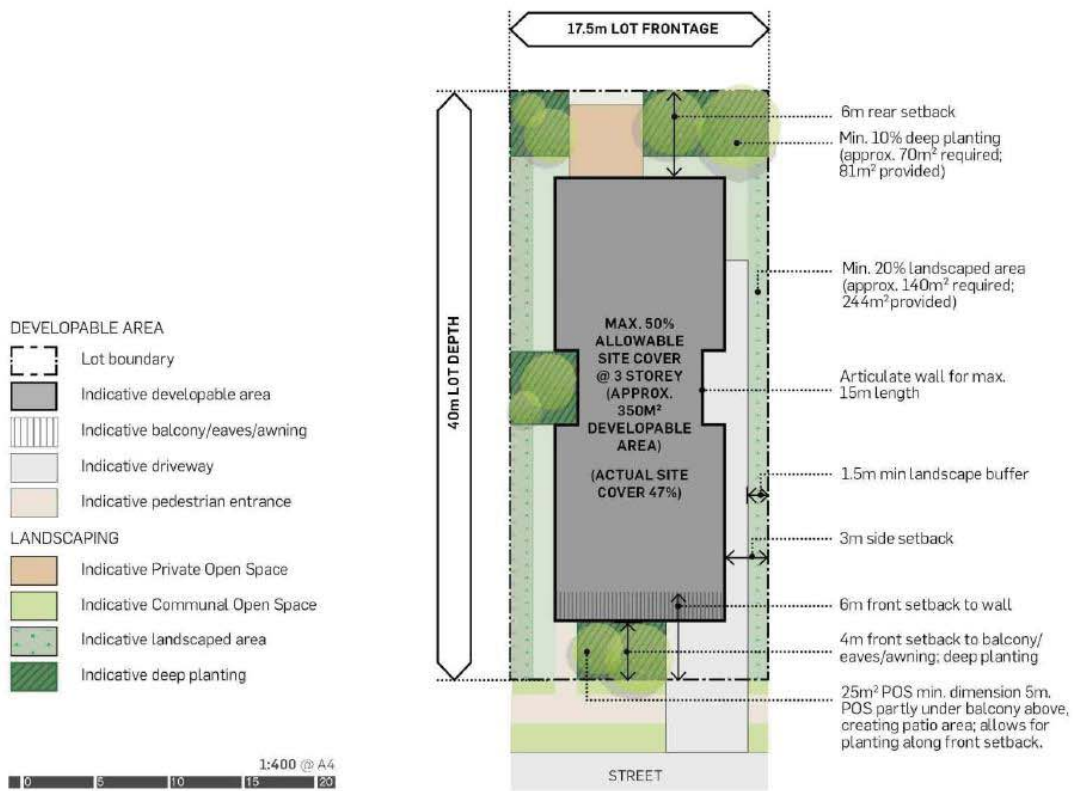 17.5m LOT FRONTAGE
40m LOT DEPTH
6m rear setback
Min. 10% deep planting
(approx. 70m² required;
81m² provided)
Min. 20% landscaped area
(approx. 140m² required;
244m² provided)
MAX. 50%
ALLOWABLE
SITE COVER
@ 3 STOREY
(APPROX.
350M²
DEVELOPABLE
AREA)
(ACTUAL SITE
COVER 47%)
Articulate wall for max.
15m length
1.5m min landscape buffer
3m side setback
6m front setback to wall
4m front setback to balcony/
eaves/awning; deep planting
25m² POS min. dimension 5m.
POS partly under balcony above,
creating patio area; allows for
planting along front setback.
STREET
DEVELOPABLE AREA
Lot boundary
Indicative developable area
Indicative balcony/eaves/awning
Indicative driveway
Indicative pedestrian entrance
LANDSCAPING
Indicative Private Open Space
Indicative Communal Open Space
Indicative landscaped area
Indicative deep planting
1:400 @ A4
0 5 10 15 20